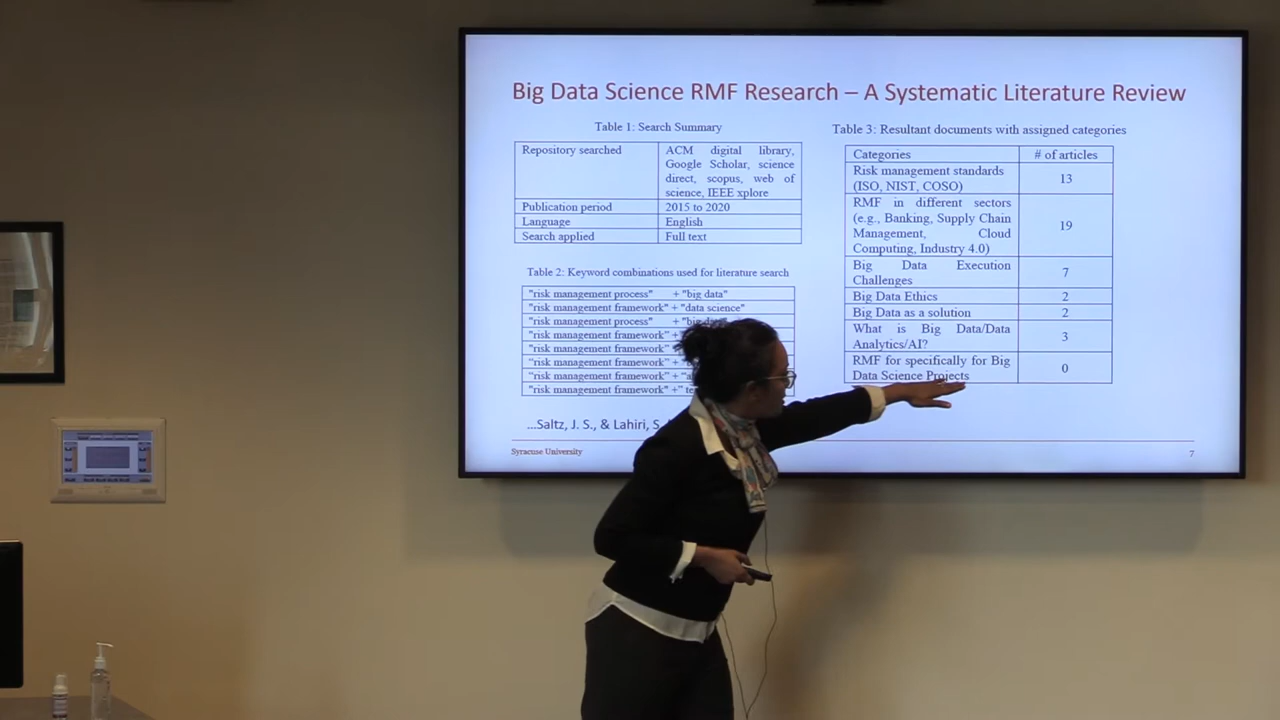 Big Data Science RMF Research – A Systematic Literature Review
Table 1: Search Summary
Repository searched
ACM digital library,
Google Scholar, science
direct, scopus, web of
science, IEEE xplore
Publication period
2015 to 2020
Language
English
Search applied
Full text
Table 2: Keyword combinations used for literature search
"risk management process" + "big data"
"risk management framework" + "data science"
"risk management process" +
"risk management framework" +
"risk management framework" +
"risk management framework" +
"risk management framework" +
"risk management framework" +"
...Saltz, J. S., & Lahiri, S.
Table 3: Resultant documents with assigned categories
Categories # of articles
Risk management standards
(ISO, NIST, COSO)
13
RMF in different sectors
(e.g., Banking, Supply Chain
Management, Cloud
Computing, Industry 4.0)
19
Big Data Execution
Challenges
7
Big Data Ethics 2
Big Data as a solution 2
What is Big Data/Data
Analytics/AI?
3
RMF for specifically for Big
Data Science Projects
0
Syracuse University
7